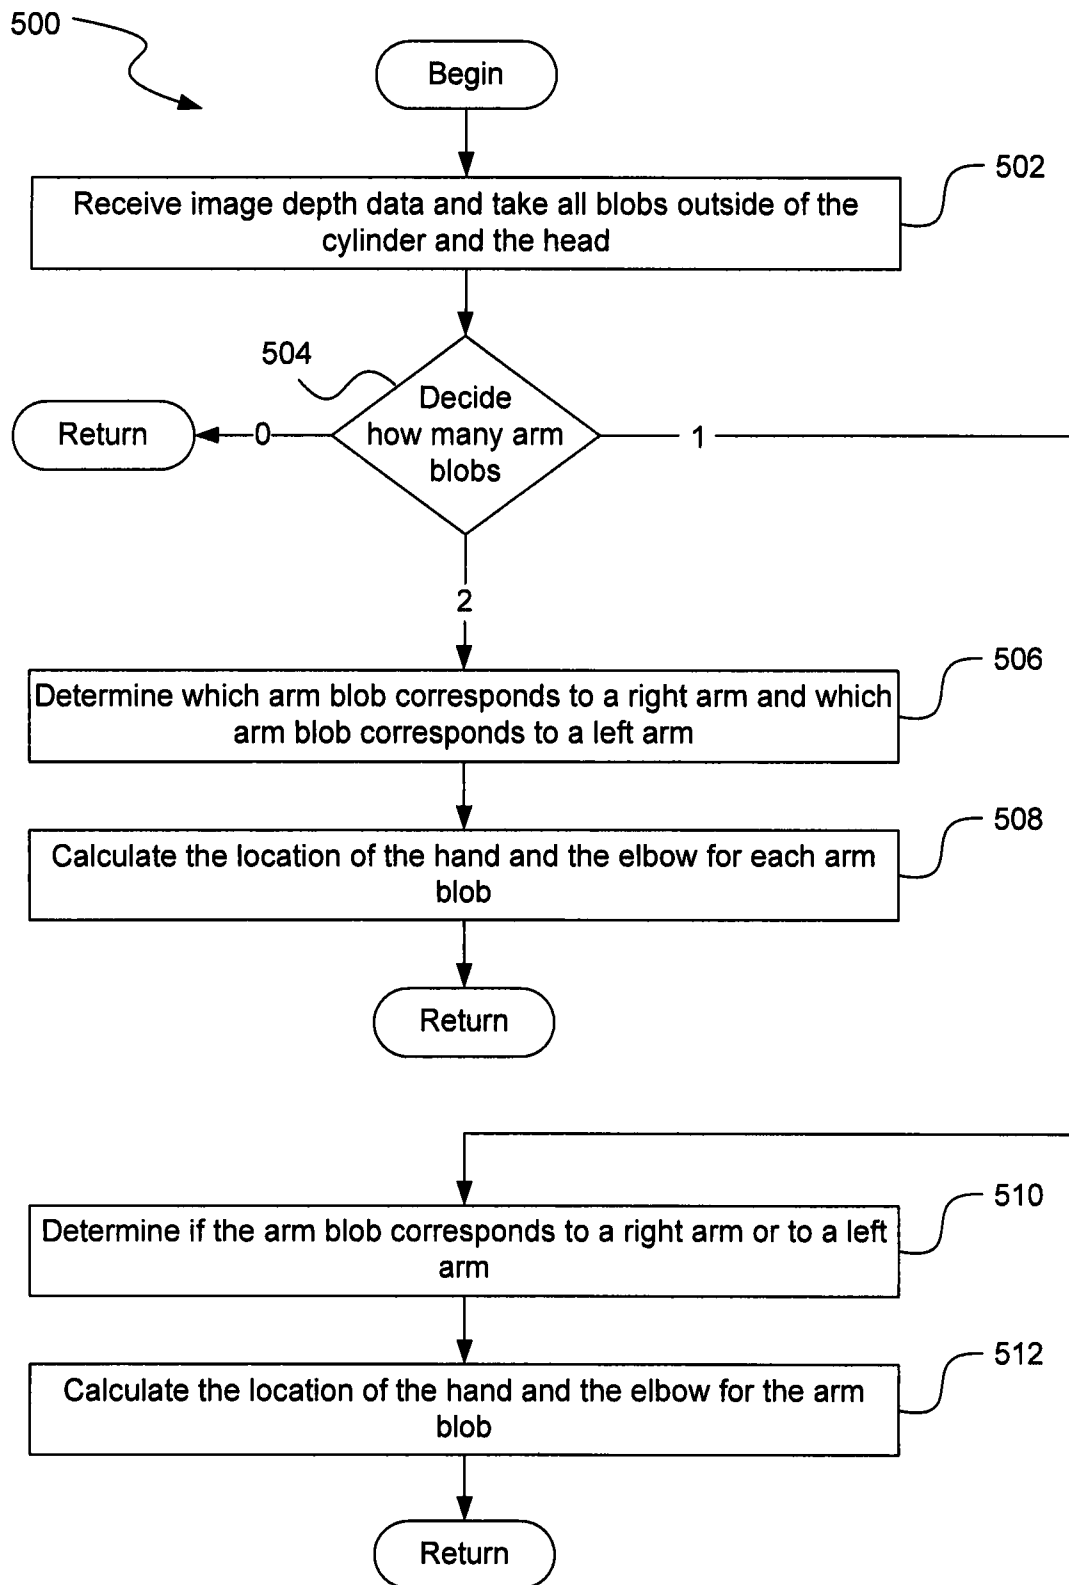 500
Begin
502
Receive image depth data and take all blobs outside of the
cylinder and the head
504
Decide
how many arm
blobs
Return
0
1
2
506
Determine which arm blob corresponds to a right arm and which
arm blob corresponds to a left arm
508
Calculate the location of the hand and the elbow for each arm
blob
Return
510
Determine if the arm blob corresponds to a right arm or to a left
arm
512
Calculate the location of the hand and the elbow for the arm
blob
Return